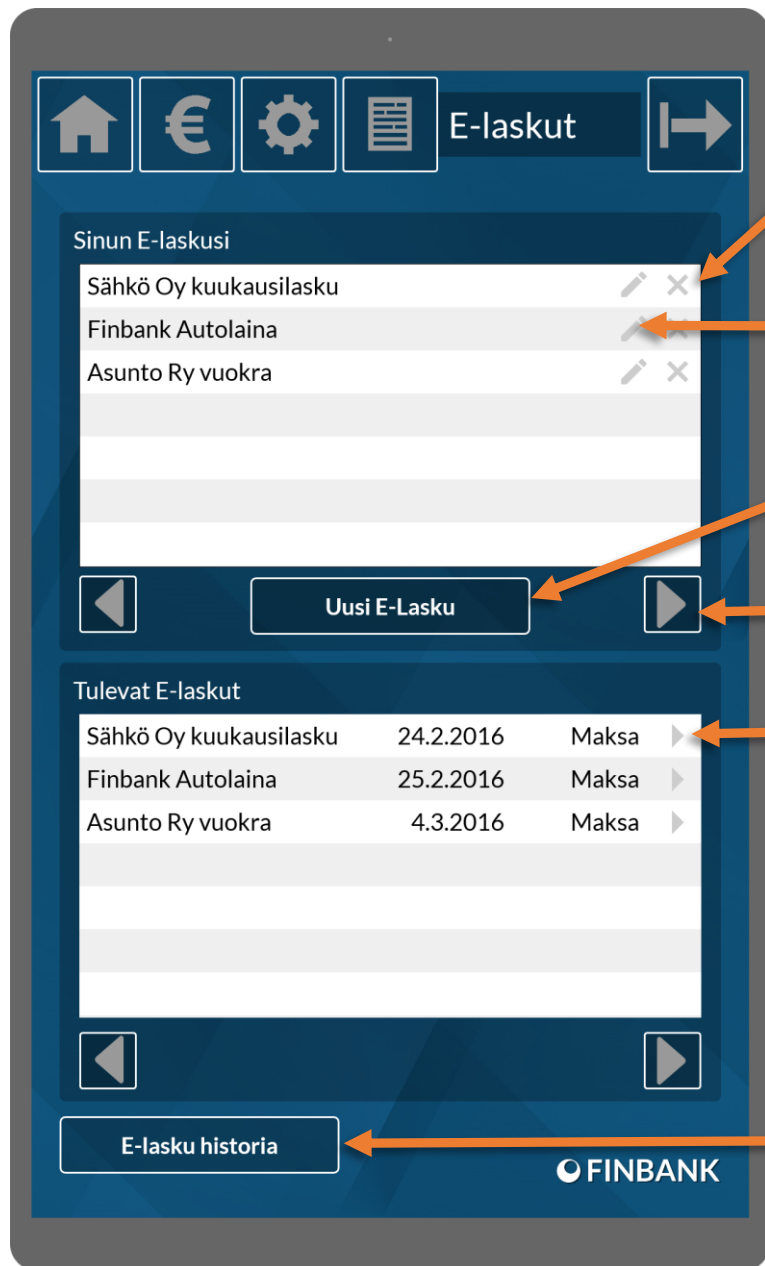 E-laskut
Sinun E-laskusi
Sähkö Oy kuukausilasku
Finbank Autolaina
Asunto Ry vuokra
Uusi E-Lasku
Tulevat E-laskut
Sähkö Oy kuukausilasku 24.2.2016 Maksa
Finbank Autolaina 25.2.2016 Maksa
Asunto Ry vuokra 4.3.2016 Maksa
E-lasku historia
FINBANK